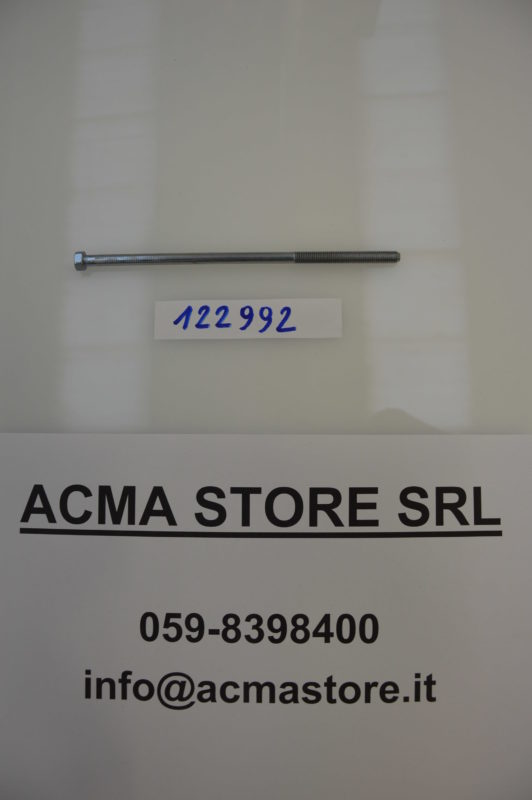 122992
ACMA STORE SRL
059-8398400
info@acmastore.it